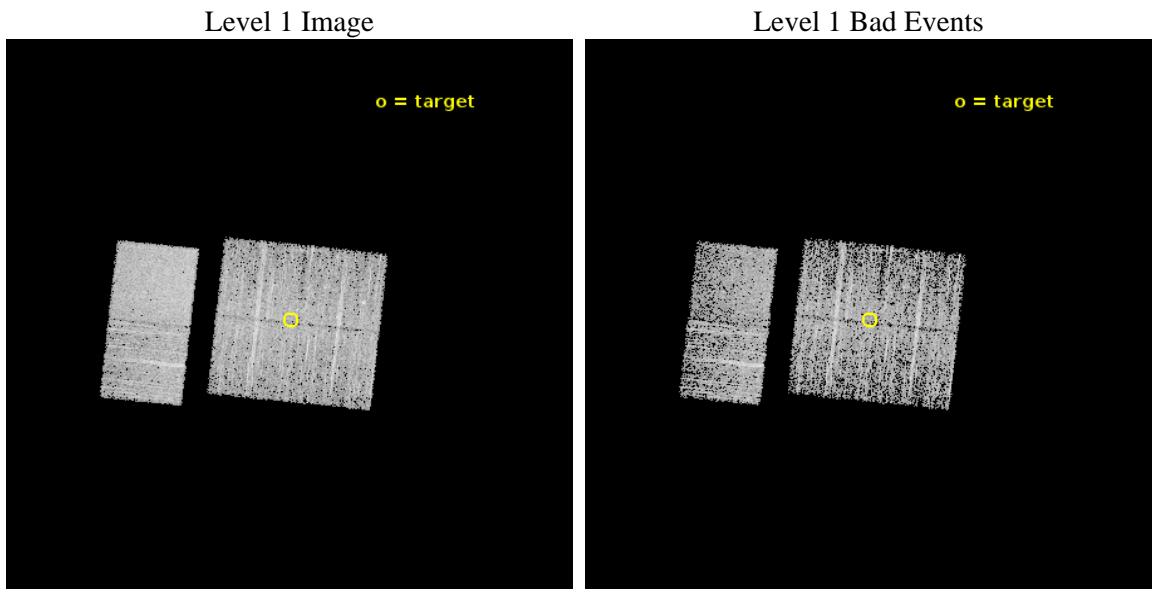 Level 1 Image
Level 1 Bad Events
o = target
o = target